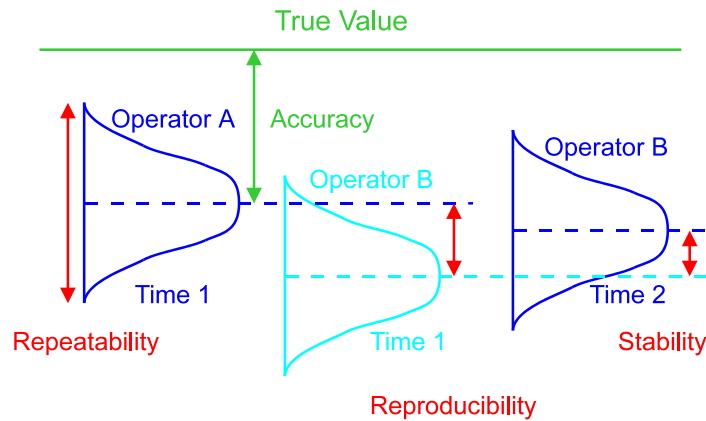 True Value
Operator A
Accuracy
Operator B
Operator B
Time 1
Time 2
Repeatability
Time 1
Stability
Reproducibility